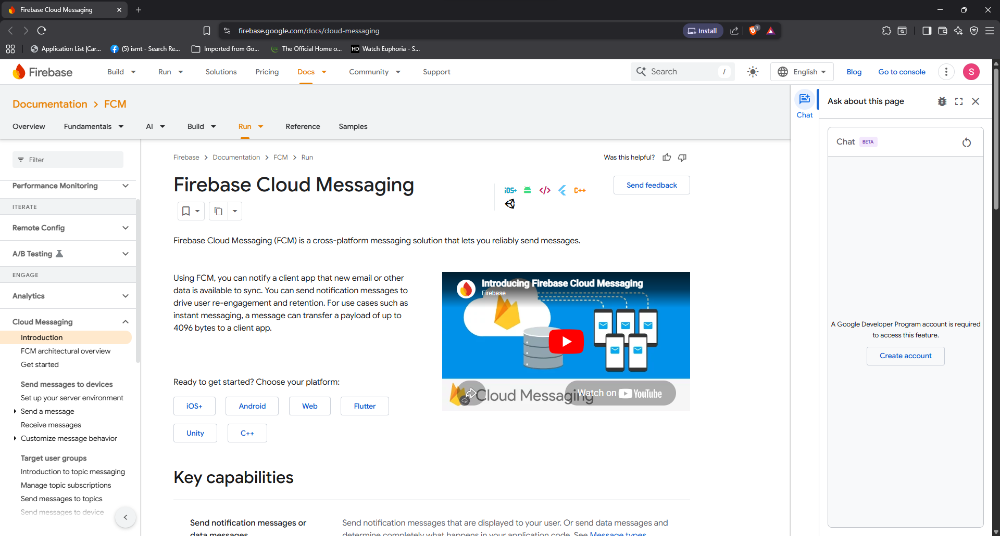 Firebase Cloud Messaging
firebase.google.com/docs/cloud-messaging
Install
7
Application List |Car...
(5) ismt - Search Re...
Imported from Go...
The Official Home o...
HD Watch Euphoria - S...
Firebase
Build
Run
Solutions
Pricing
Docs
Community
Support
Search
/
English
Blog
Go to console
S
Documentation > FCM
Overview
Fundamentals
AI
Build
Run
Reference
Samples
Filter
Performance Monitoring
ITERATE
Remote Config
A/B Testing
ENGAGE
Analytics
Cloud Messaging
Introduction
FCM architectural overview
Get started
Send messages to devices
Set up your server environment
Send a message
Receive messages
Customize message behavior
Target user groups
Introduction to topic messaging
Manage topic subscriptions
Send messages to topics
Send messages to device
Firebase > Documentation > FCM > Run
Was this helpful?
Firebase Cloud Messaging
iOS+ </> C++
Send feedback
Firebase Cloud Messaging (FCM) is a cross-platform messaging solution that lets you reliably send messages.
Using FCM, you can notify a client app that new email or other
data is available to sync. You can send notification messages to
drive user re-engagement and retention. For use cases such as
instant messaging, a message can transfer a payload of up to
4096 bytes to a client app.
Introducing Firebase Cloud Messaging
Firebase
Cloud Messaging
Watch on YouTube
Ready to get started? Choose your platform:
iOS+
Android
Web
Flutter
Unity
C++
Key capabilities
Send notification messages or
data messages
Send notification messages that are displayed to your user. Or send data messages and
determine completely what happens in your application code. See Message types.
Chat
Ask about this page
Chat BETA
A Google Developer Program account is required
to access this feature.
Create account